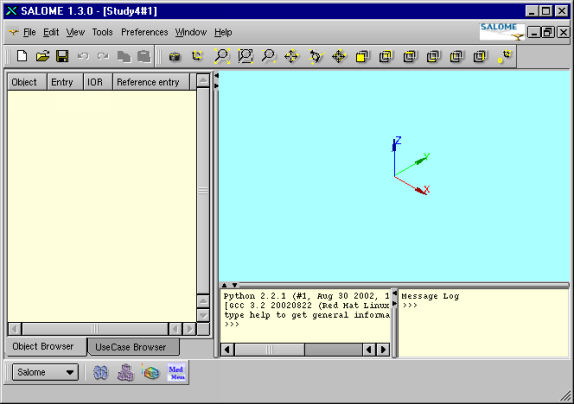 SALOME 1.3.0 - [Study4#1]
File Edit View Tools Preferences Window Help
SALOME
Object Entry IOR Reference entry
Z
Y
X
Python 2.2.1 (#1, Aug 30 2002, 1
[GCC 3.2 20020822 (Red Hat Linux
type help to get general informa
>>>
Message Log
>>>
Object Browser UseCase Browser
Salome
Med
Mem